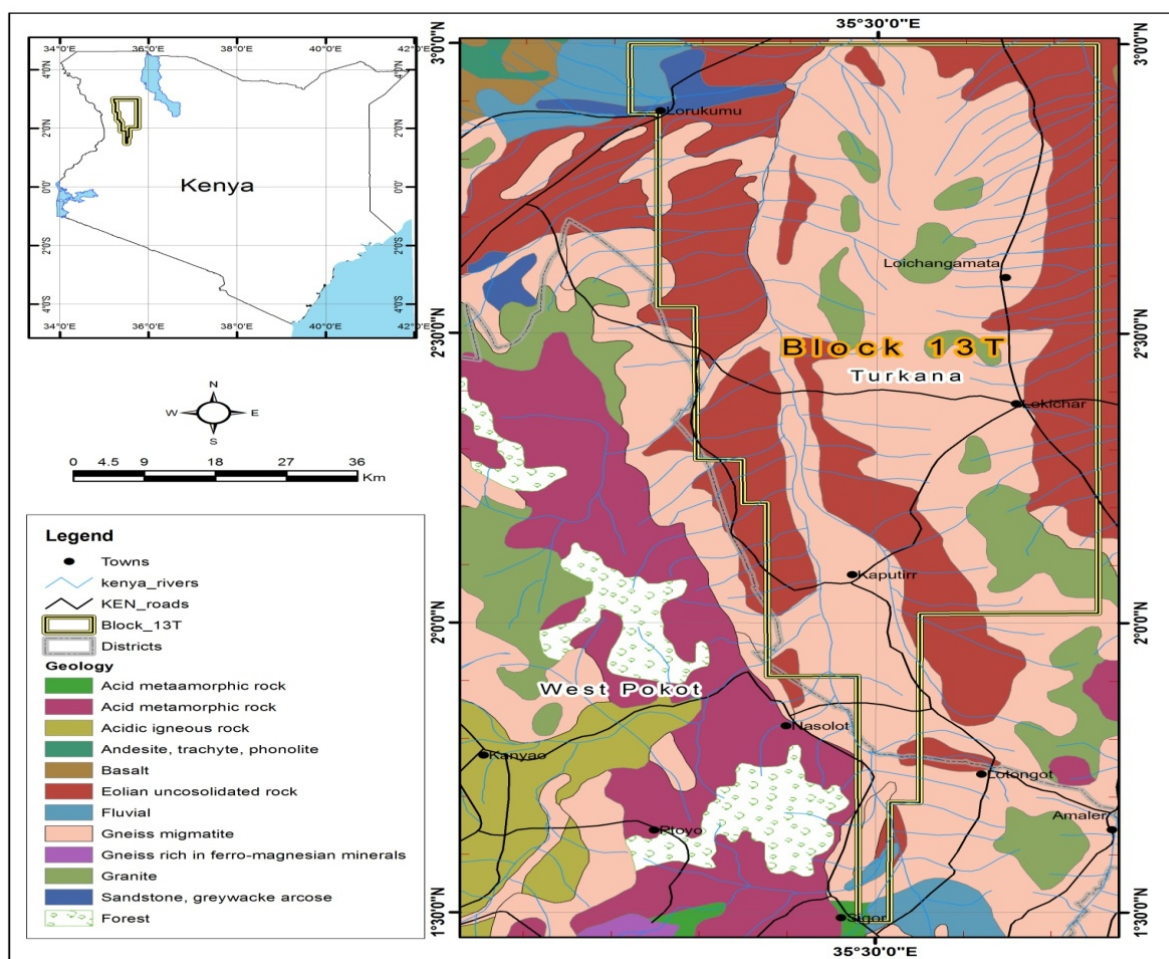 34°0'E 36°0'E 38°0'E 40°0'E 42°0'E
4°0'N
2°0'N
0°0'
2°0'S
4°0'S
4°0'N
2°0'N
0°0'
2°0'S
4°0'S
Kenya
34°0'E 36°0'E 38°0'E 40°0'E 42°0'E
N
W E
S
0 4.5 9 18 27 36
Km
Legend
Towns
kenya_rivers
KEN_roads
Block_13T
Districts
Geology
Acid metaamorphic rock
Acid metamorphic rock
Acidic igneous rock
Andesite, trachyte, phonolite
Basalt
Eolian uncosolidated rock
Fluvial
Gneiss migmatite
Gneiss rich in ferro-magnesian minerals
Granite
Sandstone, greywacke arcose
Forest
35°30'0"E
3°0'0"N
2°30'0"N
2°0'0"N
1°30'0"N
3°0'0"N
2°30'0"N
2°0'0"N
1°30'0"N
Lorukumu
Loichangamata
Block 13T
Turkana
Lokichar
Kaputirr
West Pokot
Nasolot
Kanyao
Lotongot
Amaler
Ptoyo
Sigor
35°30'0"E